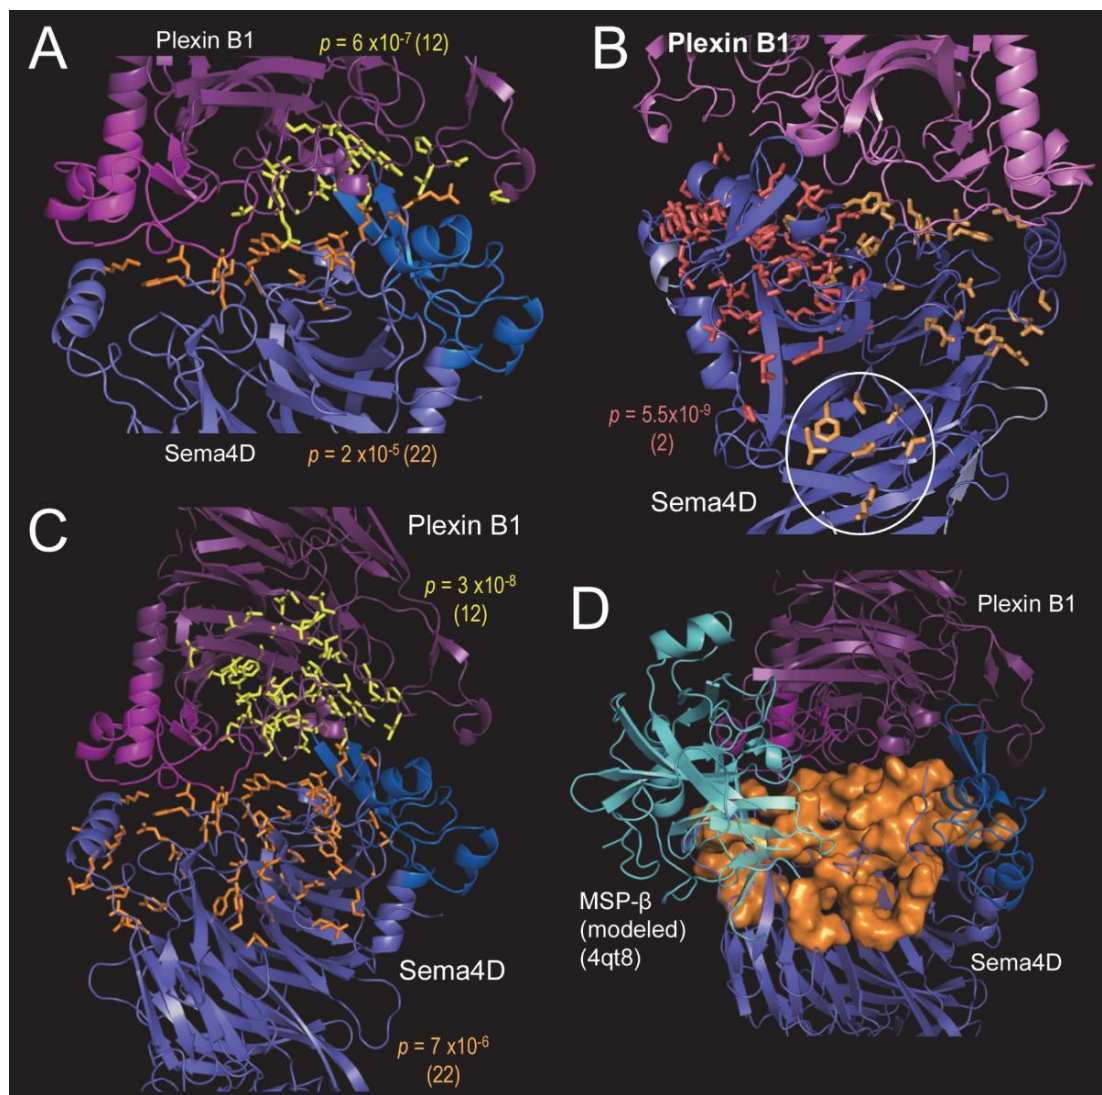 A
Plexin B1
p = 6 x10-7 (12)
Sema4D
p = 2 x10-5 (22)
B
Plexin B1
p = 5.5x10-9
(2)
Sema4D
C
Plexin B1
p = 3 x10-8
(12)
Sema4D
p = 7 x10-6
(22)
D
Plexin B1
MSP-β
(modeled)
(4qt8)
Sema4D